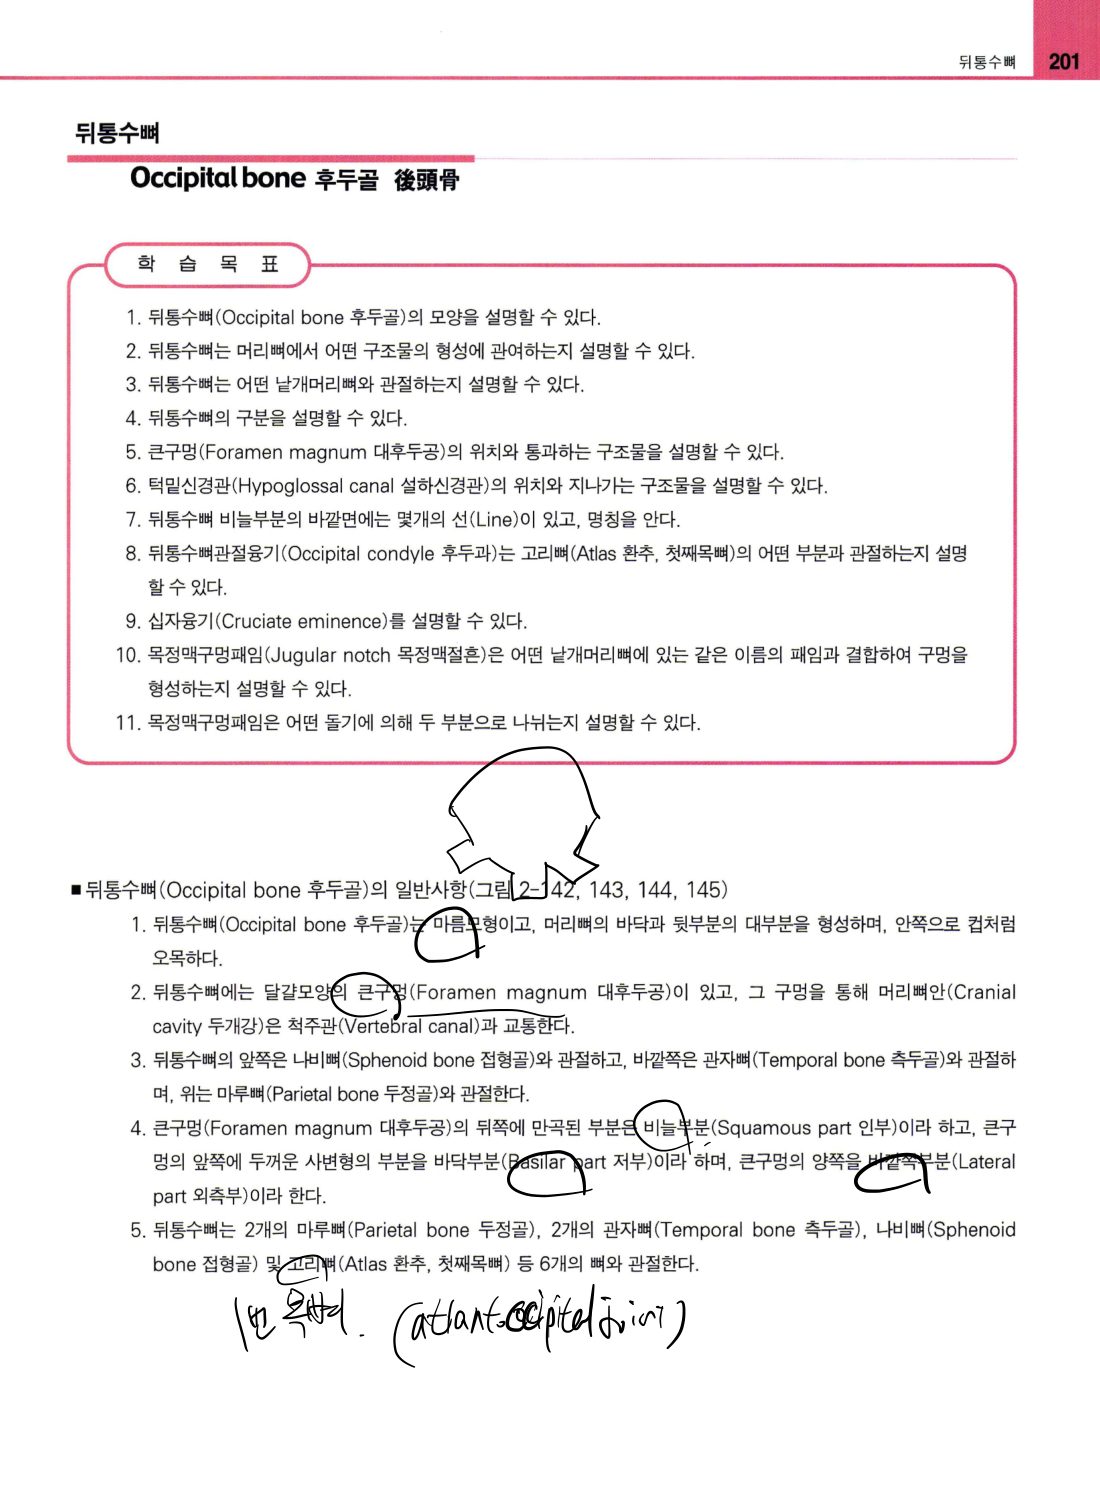 뒤통수뼈 201
뒤통수뼈
Occipital bone 후두골 後頭骨
학 습 목 표
1. 뒤통수뼈(Occipital bone 후두골)의 모양을 설명할 수 있다.
2. 뒤통수뼈는 머리뼈에서 어떤 구조물의 형성에 관여하는지 설명할 수 있다.
3. 뒤통수뼈는 어떤 낱개머리뼈와 관절하는지 설명할 수 있다.
4. 뒤통수뼈의 구분을 설명할 수 있다.
5. 큰구멍(Foramen magnum 대후두공)의 위치와 통과하는 구조물을 설명할 수 있다.
6. 턱밑신경관(Hypoglossal canal 설하신경관)의 위치와 지나가는 구조물을 설명할 수 있다.
7. 뒤통수뼈 비늘부분의 바깥면에는 몇개의 선(Line)이 있고, 명칭을 안다.
8. 뒤통수뼈관절융기(Occipital condyle 후두과)는 고리뼈(Atlas 환추, 첫째목뼈)의 어떤 부분과 관절하는지 설명
할 수 있다.
9. 십자융기(Cruciate eminence)를 설명할 수 있다.
10. 목정맥구멍패임(Jugular notch 목정맥절흔)은 어떤 낱개머리뼈에 있는 같은 이름의 패임과 결합하여 구멍을
형성하는지 설명할 수 있다.
11. 목정맥구멍패임은 어떤 돌기에 의해 두 부분으로 나뉘는지 설명할 수 있다.
■ 뒤통수뼈(Occipital bone 후두골)의 일반사항(그림 2-142, 143, 144, 145)
1. 뒤통수뼈(Occipital bone 후두골)는 마름모형이고, 머리뼈의 바닥과 뒷부분의 대부분을 형성하며, 안쪽으로 컵처럼
오목하다.
2. 뒤통수뼈에는 달걀모양의 큰구멍(Foramen magnum 대후두공)이 있고, 그 구멍을 통해 머리뼈안(Cranial
cavity 두개강)은 척주관(Vertebral canal)과 교통한다.
3. 뒤통수뼈의 앞쪽은 나비뼈(Sphenoid bone 접형골)와 관절하고, 바깥쪽은 관자뼈(Temporal bone 측두골)와 관절하
며, 위는 마루뼈(Parietal bone 두정골)와 관절한다.
4. 큰구멍(Foramen magnum 대후두공)의 뒤쪽에 만곡된 부분은 비늘부분(Squamous part 인부)이라 하고, 큰구
멍의 앞쪽에 두꺼운 사변형의 부분을 바닥부분(Basilar part 저부)이라 하며, 큰구멍의 양쪽을 바깥쪽부분(Lateral
part 외측부)이라 한다.
5. 뒤통수뼈는 2개의 마루뼈(Parietal bone 두정골), 2개의 관자뼈(Temporal bone 측두골), 나비뼈(Sphenoid
bone 접형골) 및 고리뼈(Atlas 환추, 첫째목뼈) 등 6개의 뼈와 관절한다.
1번 목뼈. (atlantooccipital joint)